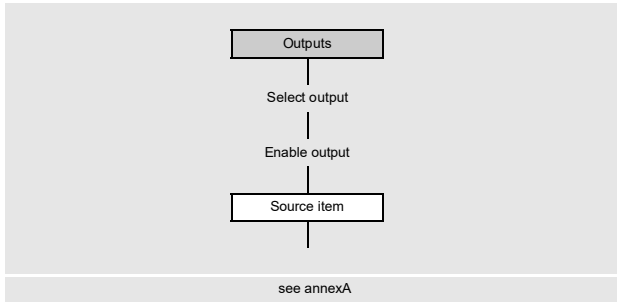 Outputs
Select output
Enable output
Source item
see annexA